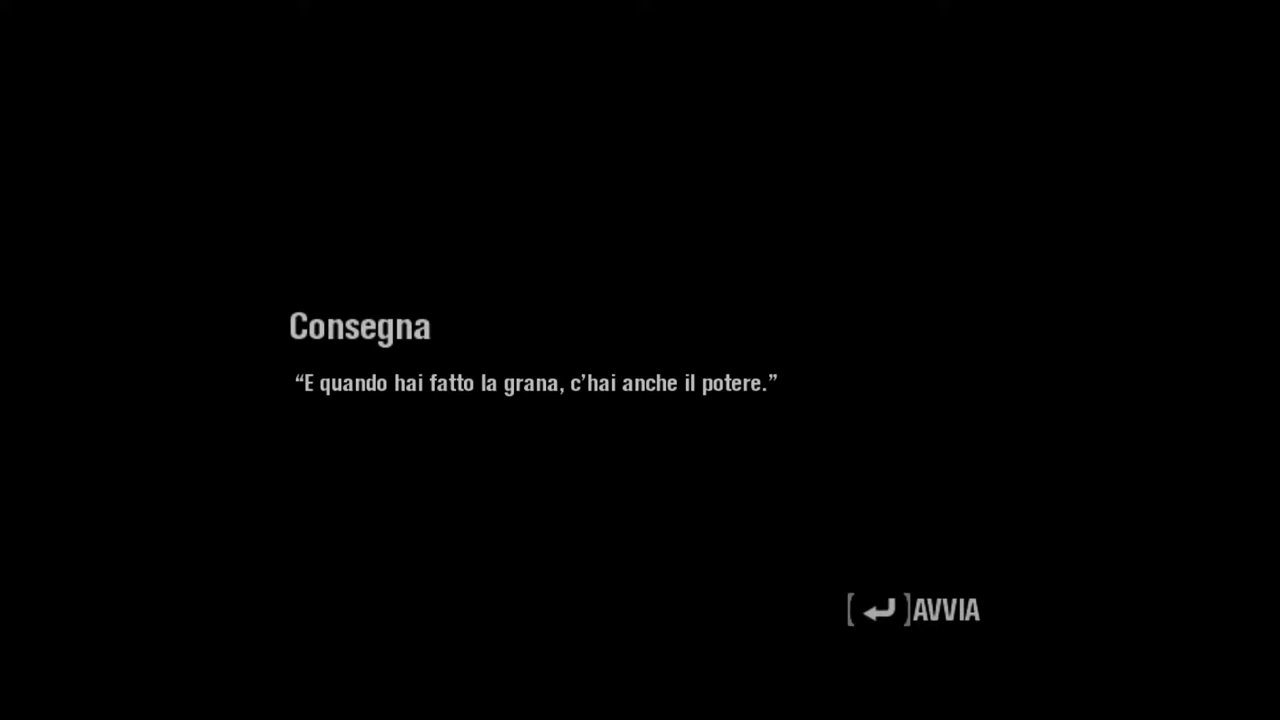 Consegna
“E quando hai fatto la grana, c’hai anche il potere.”
[ ↵ ]AVVIA